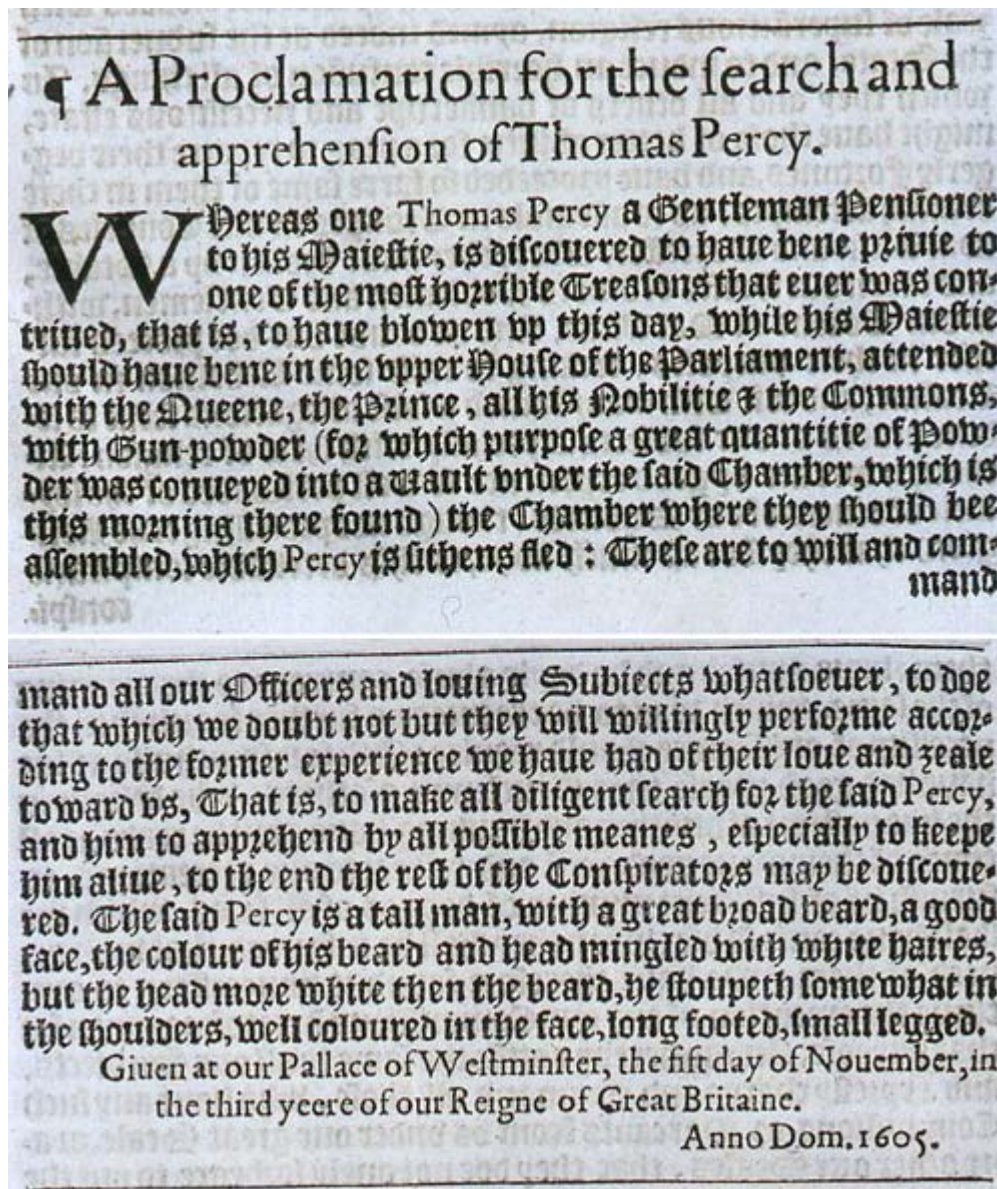 ¶ A Proclamation for the ſearch and
apprehenſion of Thomas Percy.
WHereas one Thomas Percy a Gentleman Penſioner
to his Maieſtie, is diſcouered to haue bene priuie to
one of the moſt horrible Treaſons that euer was con-
triued, that is, to haue blowen vp this day, while his Maieſtie
ſhould haue bene in the vpper Houſe of the Parliament, attended
with the Queene, the Prince, all his Nobilitie & the Commons,
with Gun-powder (for which purpoſe a great quantitie of Pow-
der was conueyed into a Vault vnder the ſaid Chamber, which is
this morning there found) the Chamber where they ſhould bee
aſſembled, which Percy is ſithens fled: Theſe are to will and com-
mand
mand all our Officers and louing Subiects whatſoeuer, to doe
that which we doubt not but they will willingly performe accor-
ding to the former experience we haue had of their loue and zeale
toward vs, That is, to make all diligent ſearch for the ſaid Percy,
and him to apprehend by all poſſible meanes, eſpecially to keepe
him aliue, to the end the reſt of the Conſpirators may be diſcoue-
red. The ſaid Percy is a tall man, with a great broad beard, a good
face, the colour of his beard and head mingled with white haires,
but the head more white then the beard, he ſtoupeth ſomewhat in
the ſhoulders, well coloured in the face, long footed, ſmall legged.
Giuen at our Pallace of Weſtminſter, the fift day of Nouember, in
the third yeere of our Reigne of Great Britaine.
Anno Dom. 1605.